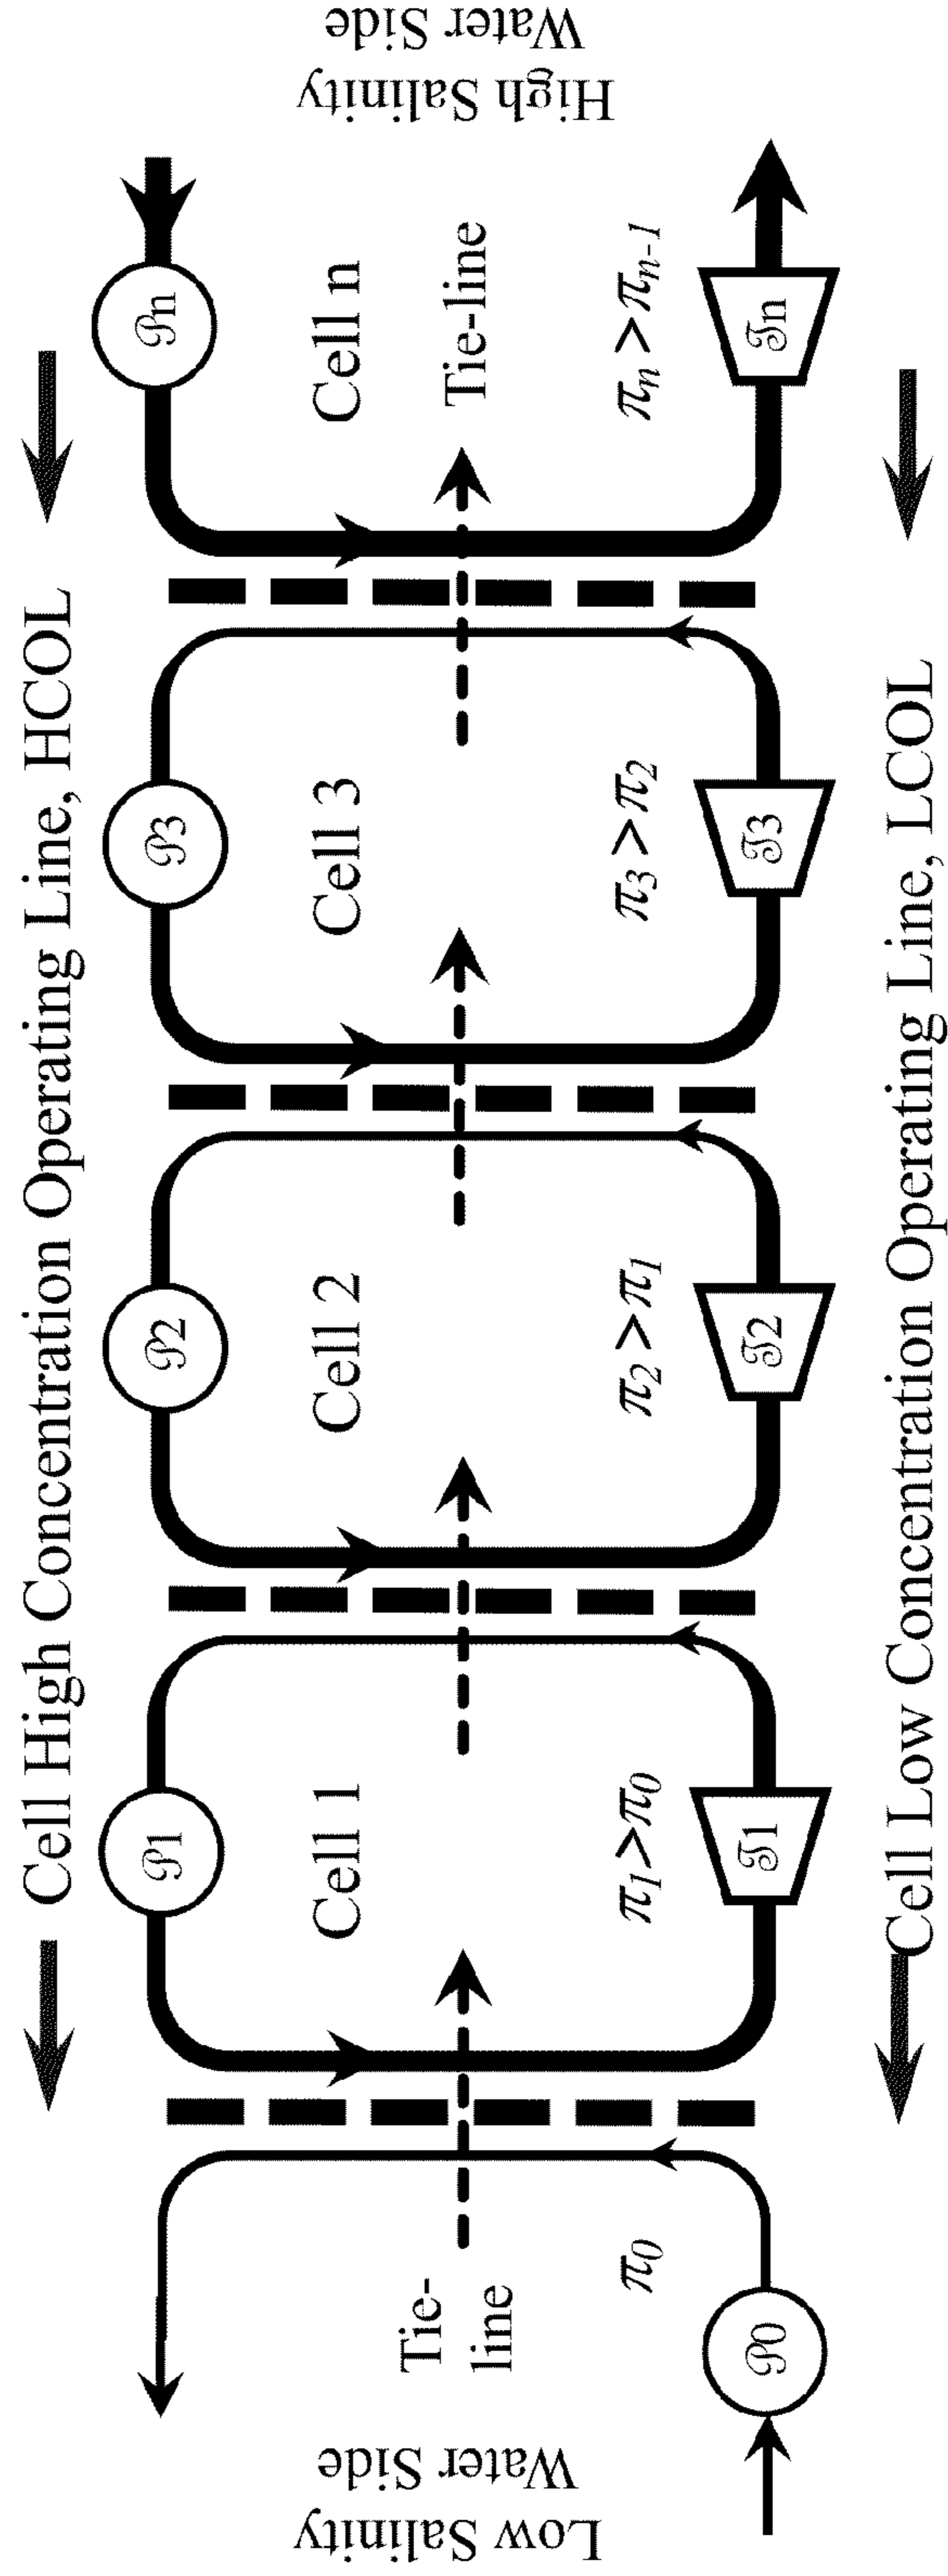 Cell High Concentration Operating Line, HCOL
𝒫1
𝒫2
𝒫3
𝒫n
Low Salinity
Water Side
Tie-
line
Cell 1
Cell 2
Cell 3
Cell n
Tie-line
High Salinity
Water Side
π0
π1>π0
π2>π1
π3>π2
πn>πn-1
𝒫0
𝒯1
𝒯2
𝒯3
𝒯n
Cell Low Concentration Operating Line, LCOL